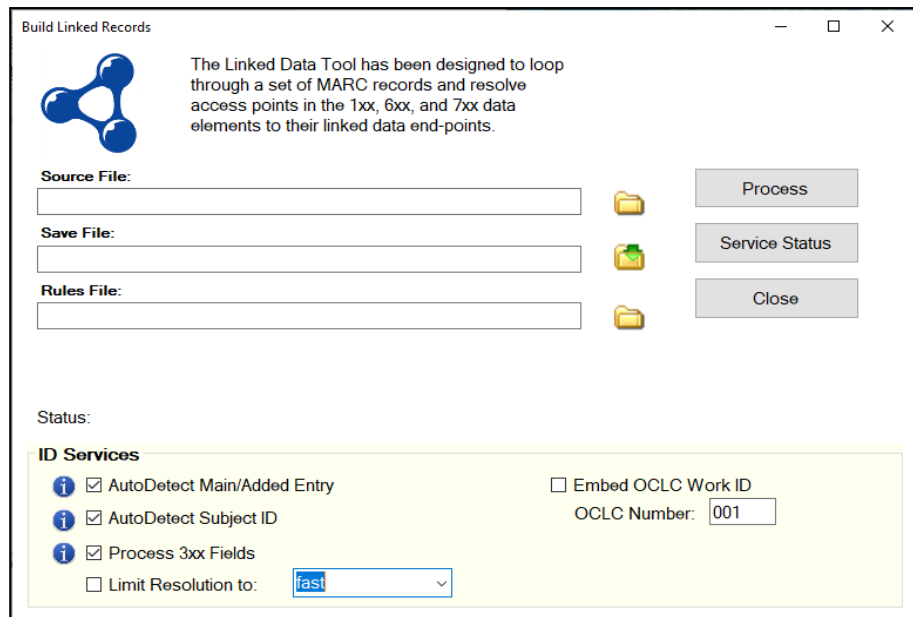 Build Linked Records
The Linked Data Tool has been designed to loop
through a set of MARC records and resolve
access points in the 1xx, 6xx, and 7xx data
elements to their linked data end-points.
Source File:
Process
Save File:
Service Status
Rules File:
Close
Status:
ID Services
AutoDetect Main/Added Entry
Embed OCLC Work ID
AutoDetect Subject ID
OCLC Number: 001
Process 3xx Fields
Limit Resolution to: fast